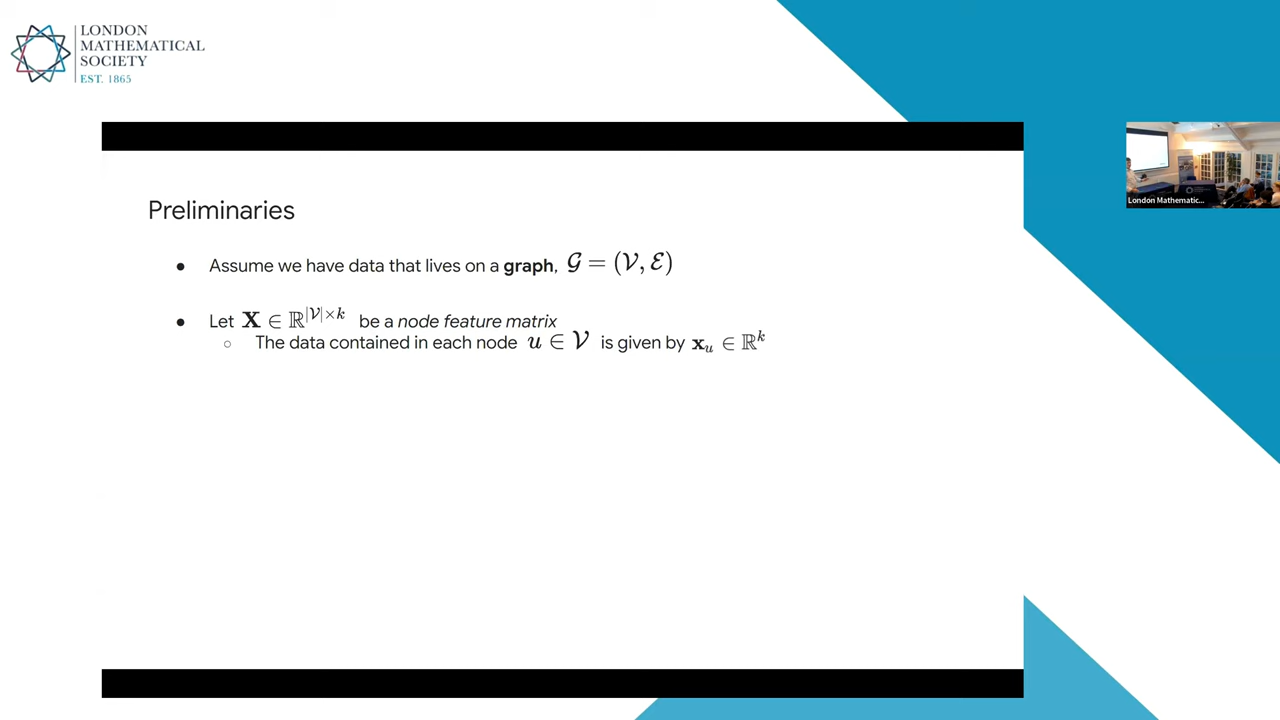 LONDON
MATHEMATICAL
SOCIETY
EST. 1865
Preliminaries
● Assume we have data that lives on a graph, 𝒢 = (𝒱, ℰ)
● Let 𝐗 ∈ ℝ^{|𝒱|×k} be a node feature matrix
○ The data contained in each node u ∈ 𝒱 is given by 𝐱_u ∈ ℝ^k
London Mathematic...